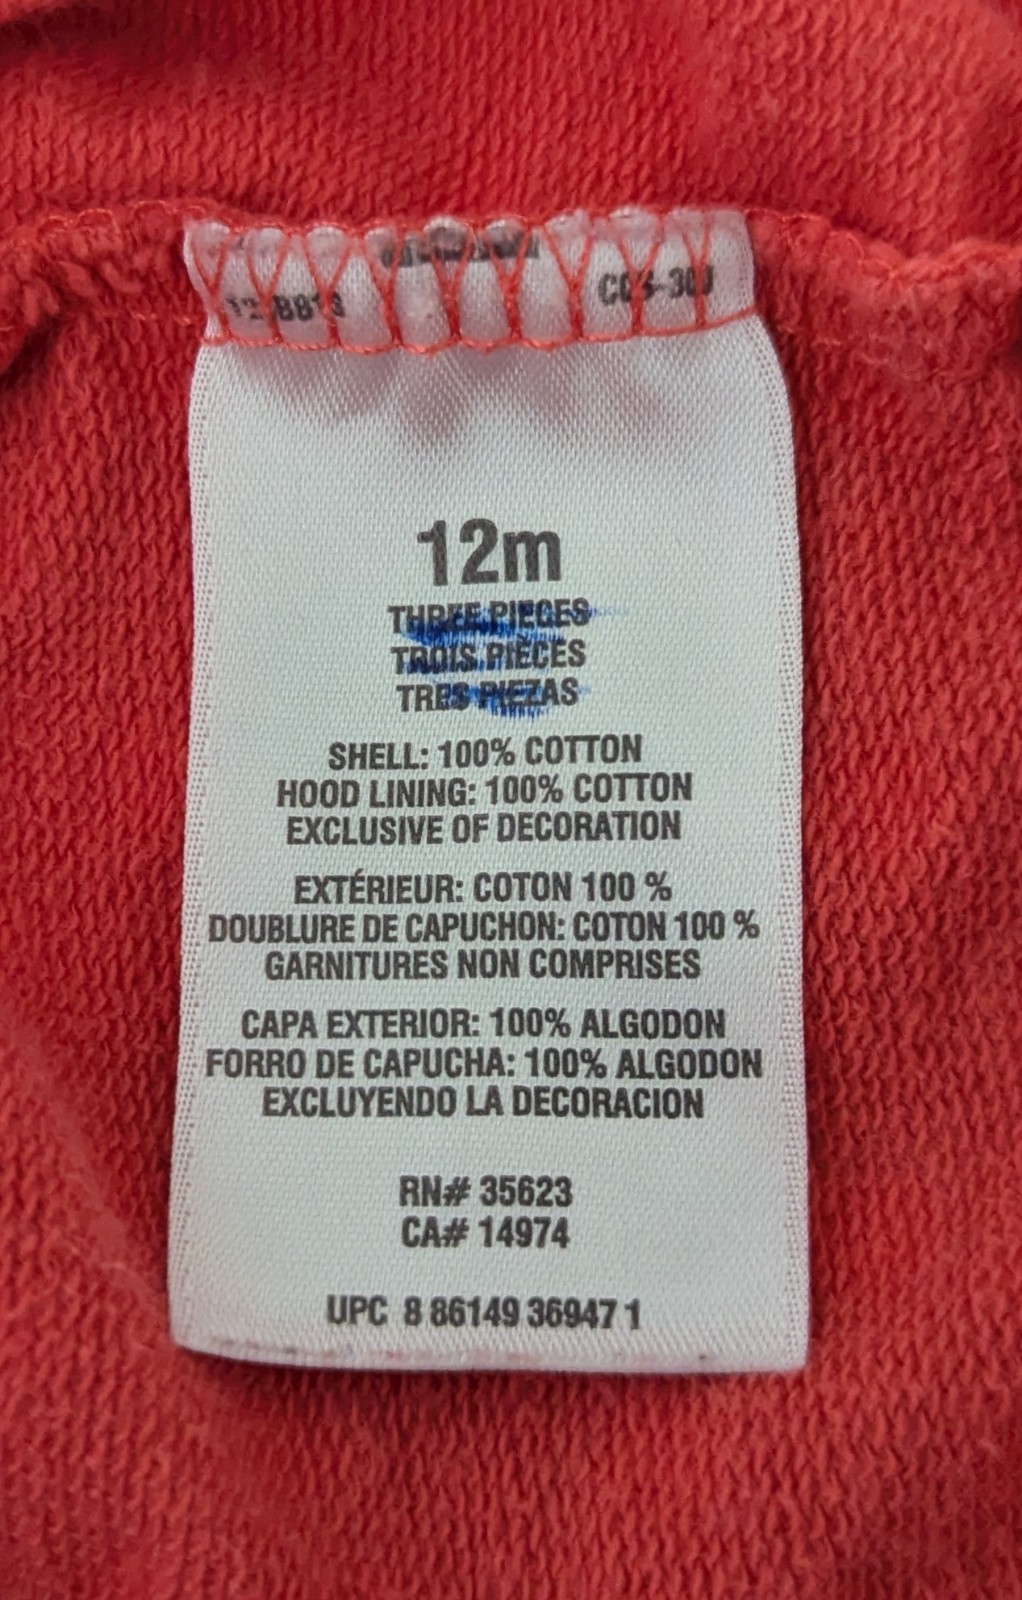 12m
THREE PIECES
TROIS PIÈCES
TRES PIEZAS
SHELL: 100% COTTON
HOOD LINING: 100% COTTON
EXCLUSIVE OF DECORATION
EXTÉRIEUR: COTON 100 %
DOUBLURE DE CAPUCHON: COTON 100 %
GARNITURES NON COMPRISES
CAPA EXTERIOR: 100% ALGODON
FORRO DE CAPUCHA: 100% ALGODON
EXCLUYENDO LA DECORACION
RN# 35623
CA# 14974
UPC 8 86149 36947 1